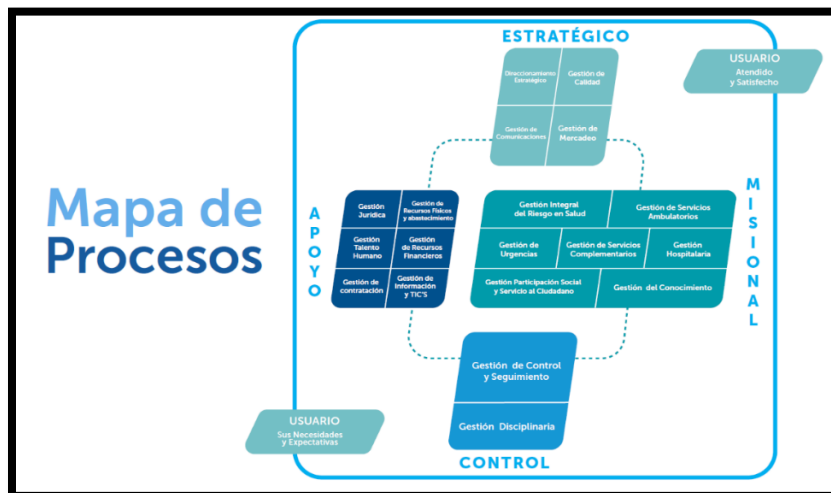 Mapa de
Procesos
ESTRATÉGICO
Direccionamiento
Estratégico
Gestión de
Calidad
Gestión de
Comunicaciones
Gestión de
Mercadeo
USUARIO
Atendido
y Satisfecho
APOYO
Gestión
Jurídica
Gestión de
Recursos Físicos
y abastecimiento
Gestión
Talento
Humano
Gestión
de Recursos
Financieros
Gestión de
contratación
Gestión de
Información
y TIC'S
MISIONAL
Gestión Integral
del Riesgo en Salud
Gestión de Servicios
Ambulatorios
Gestión de
Urgencias
Gestión de Servicios
Complementarios
Gestión
Hospitalaria
Gestión Participación Social
y Servicio al Ciudadano
Gestión del Conocimiento
Gestión de Control
y Seguimiento
Gestión Disciplinaria
CONTROL
USUARIO
Sus Necesidades
y Expectativas